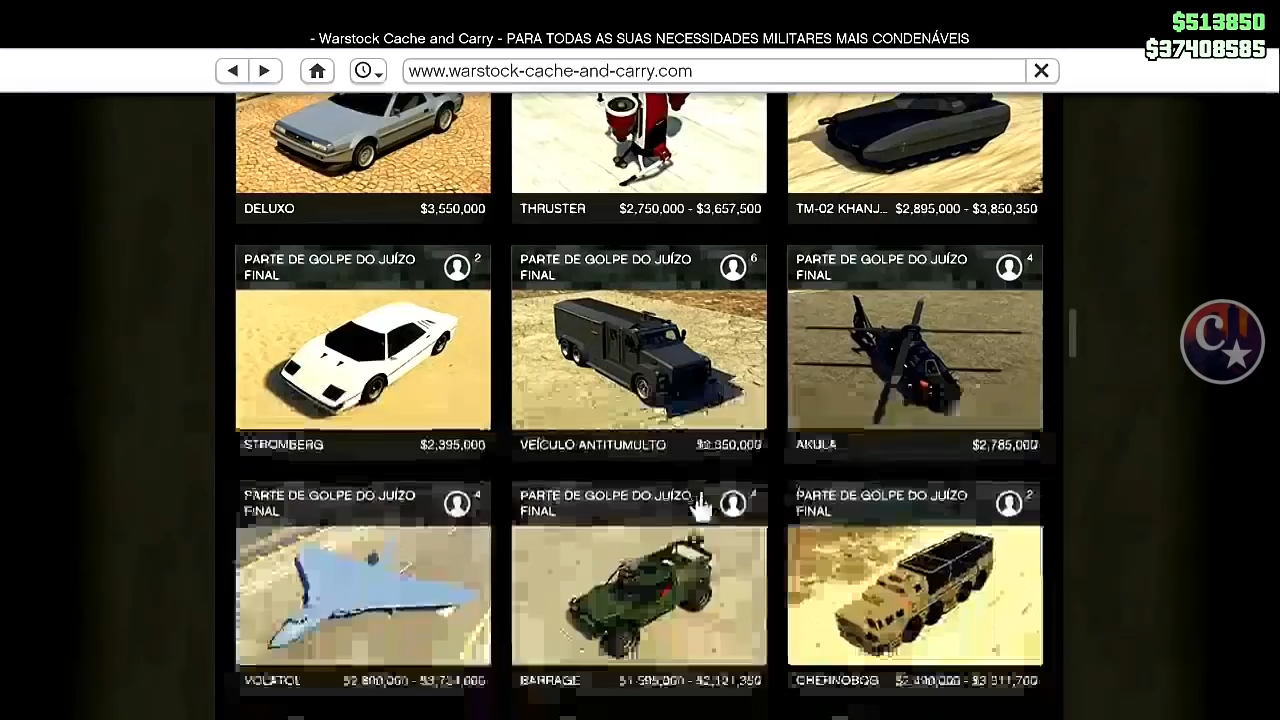 $513850
- Warstock Cache and Carry - PARA TODAS AS SUAS NECESSIDADES MILITARES MAIS CONDENÁVEIS
$37408585
www.warstock-cache-and-carry.com
DELUXO $3,550,000 THRUSTER $2,750,000 - $3,657,500 TM-02 KHANJ... $2,895,000 - $3,850,350
PARTE DE GOLPE DO JUÍZO 2 PARTE DE GOLPE DO JUÍZO 6 PARTE DE GOLPE DO JUÍZO 4
FINAL FINAL FINAL
C
STROMBERG $2,395,000 VEÍCULO ANTITUMULTO AKULA $2,785,000
PARTE DE GOLPE DO JUÍZO 4 PARTE DE GOLPE DO JUÍZO 4 PARTE DE GOLPE DO JUÍZO 2
FINAL FINAL FINAL
VOLATOL BARRAGE CHERNOBOG